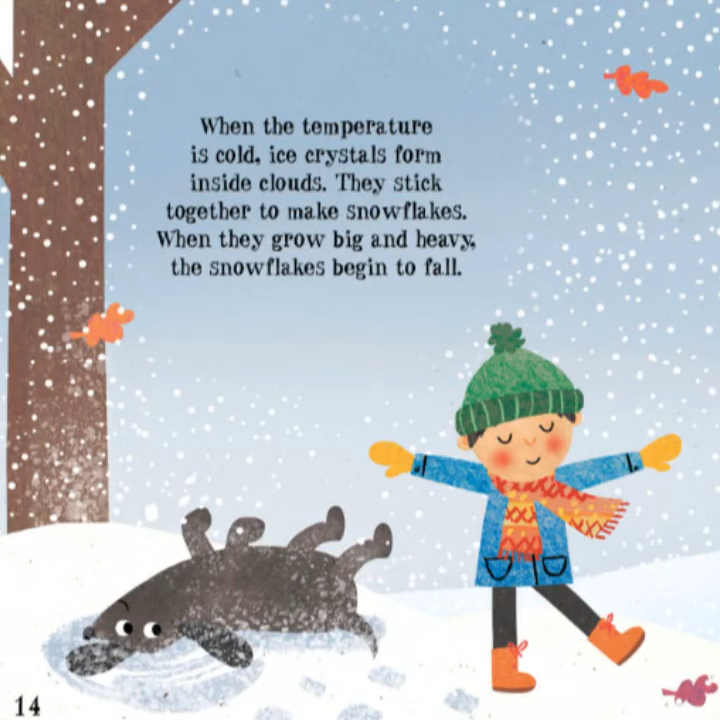 When the temperature
is cold, ice crystals form
inside clouds. They stick
together to make snowflakes.
When they grow big and heavy,
the snowflakes begin to fall.
14